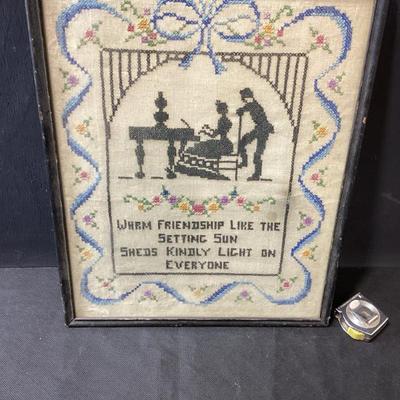 WARM FRIENDSHIP LIKE THE
SETTING SUN
SHEDS KINDLY LIGHT ON
EVERYONE